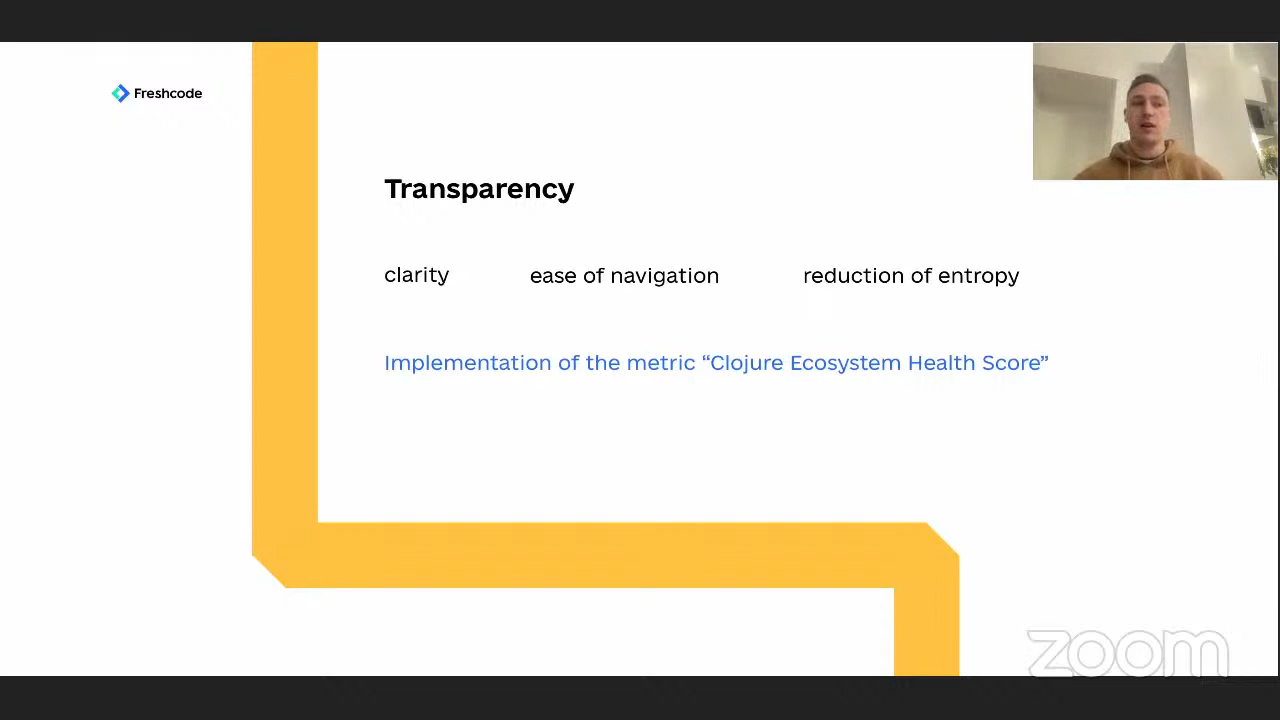 Freshcode
Transparency
clarity ease of navigation reduction of entropy
Implementation of the metric “Clojure Ecosystem Health Score”
zoom